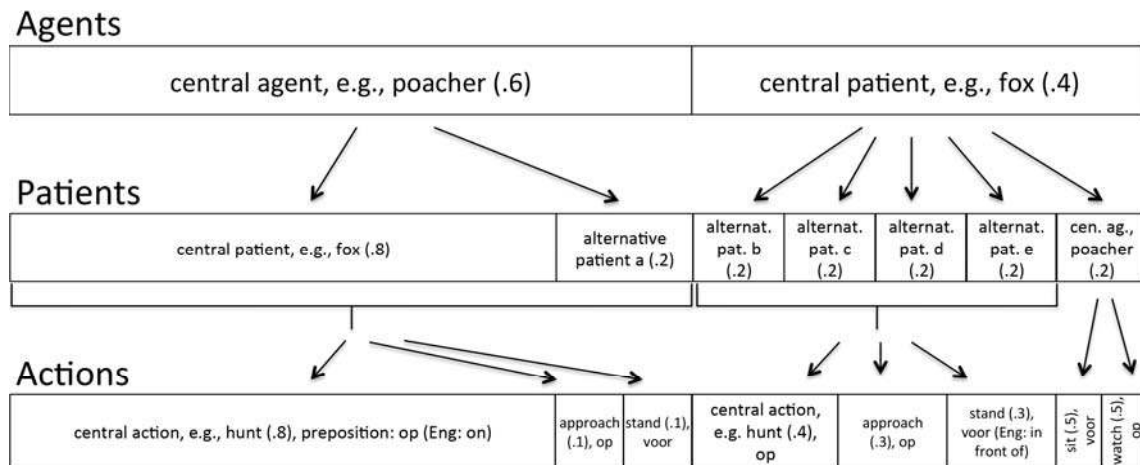 Agents
central agent, e.g., poacher (.6)
central patient, e.g., fox (.4)
Patients
central patient, e.g., fox (.8)
alternative
patient a (.2)
alternat.
pat. b
(.2)
alternat.
pat. c
(.2)
alternat.
pat. d
(.2)
alternat.
pat. e
(.2)
cen. ag.,
poacher
(.2)
Actions
central action, e.g., hunt (.8), preposition: op (Eng: on)
approach
(.1), op
stand (.1),
voor
central action,
e.g. hunt (.4),
op
approach
(.3), op
stand (.3),
voor (Eng: in
front of)
sit (.5),
voor
watch (.5),
op